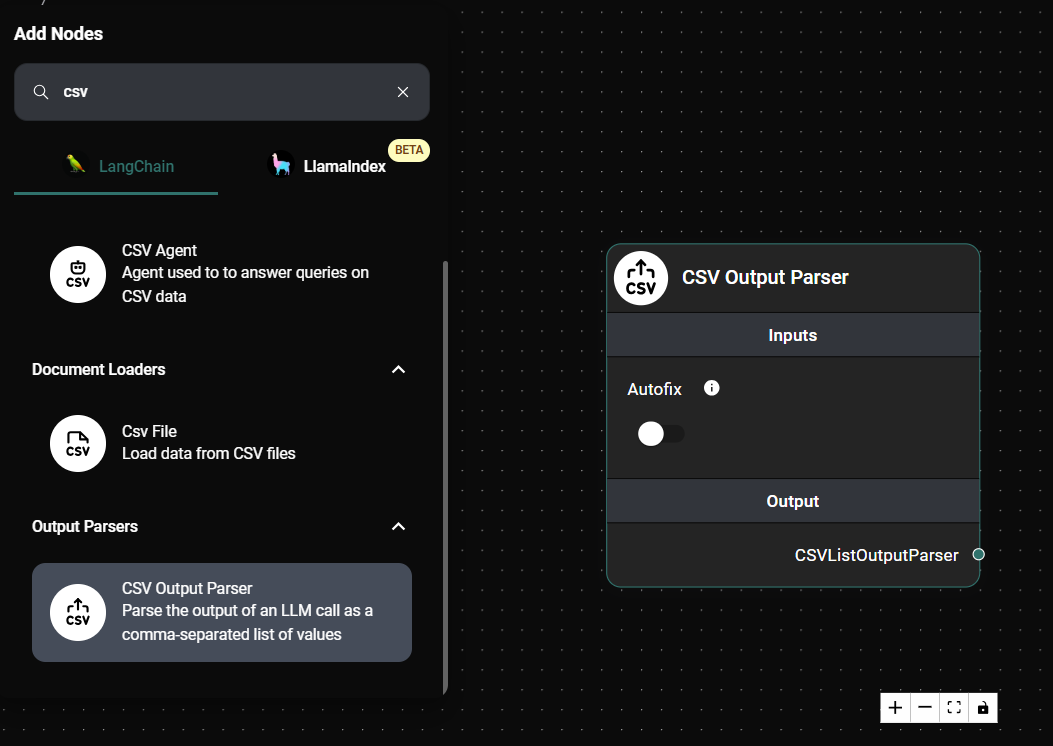 Add Nodes
csv
LangChain
LlamaIndex
BETA
CSV Agent
Agent used to to answer queries on
CSV data
CSV
Document Loaders
Csv File
Load data from CSV files
CSV
Output Parsers
CSV Output Parser
Parse the output of an LLM call as a
comma-separated list of values
CSV
CSV
CSV Output Parser
Inputs
Autofix
Output
CSVListOutputParser